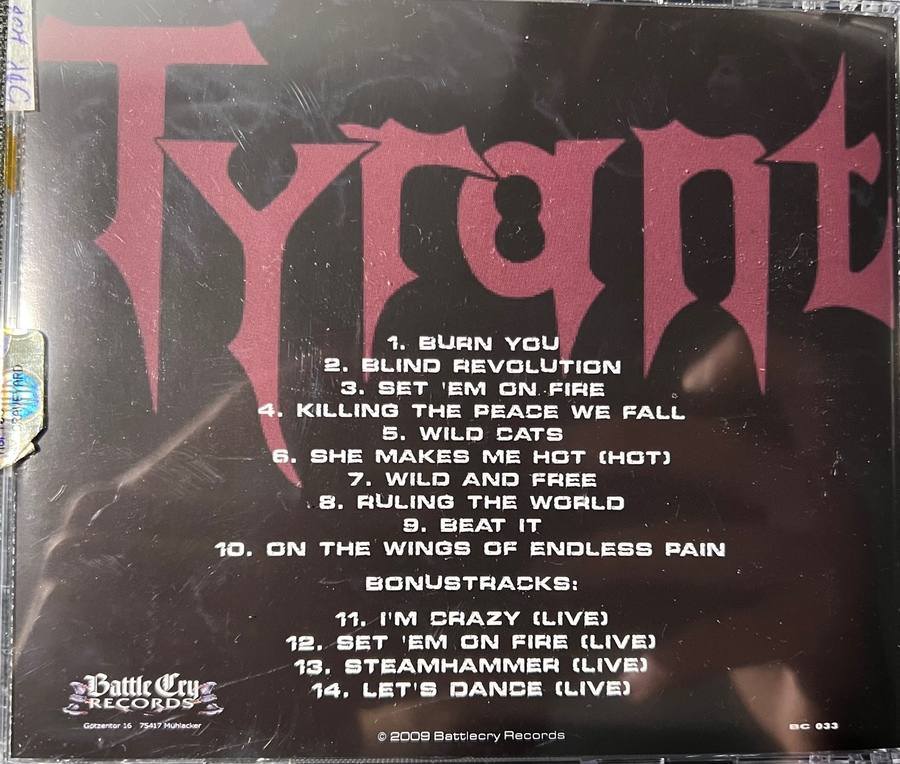 Tyrant
1. BURN YOU
2. BLIND REVOLUTION
3. SET 'EM ON FIRE
4. KILLING THE PEACE WE FALL
5. WILD CATS
6. SHE MAKES ME HOT (HOT)
7. WILD AND FREE
8. RULING THE WORLD
9. BEAT IT
10. ON THE WINGS OF ENDLESS PAIN
BONUSTRACKS:
11. I'M CRAZY (LIVE)
12. SET 'EM ON FIRE (LIVE)
13. STEAMHAMMER (LIVE)
14. LET'S DANCE (LIVE)
Battle Cry
RECORDS
Götzentor 16 75417 Mühlacker
© 2009 Battlecry Records
BC 033
GRAVEYARD